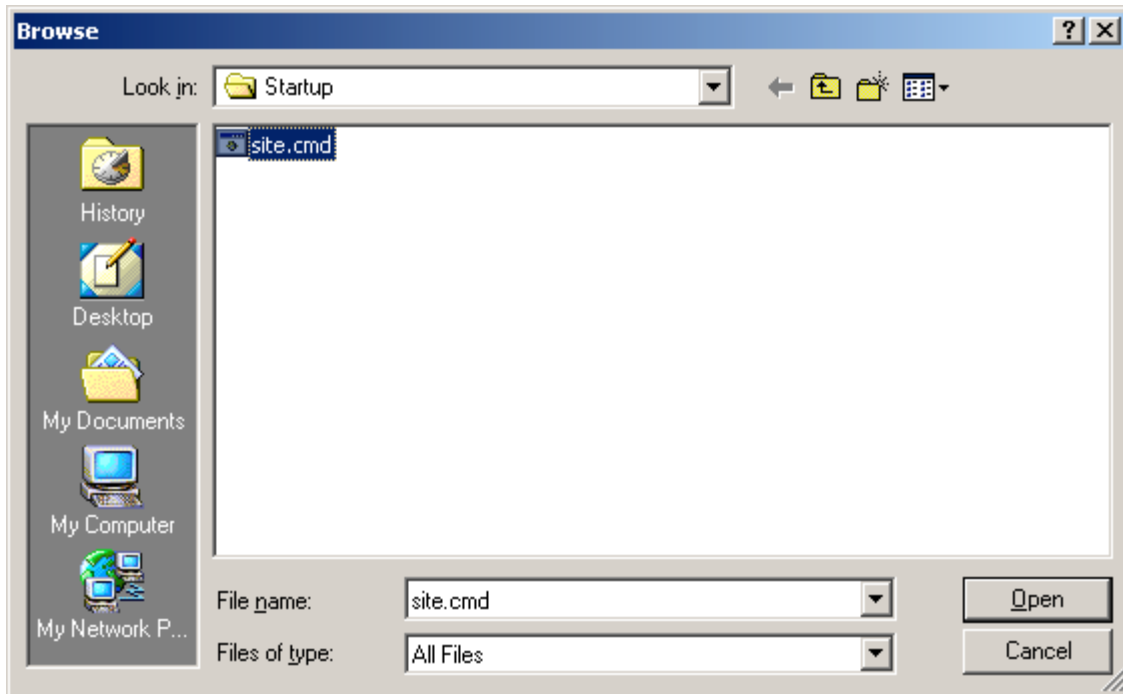 Browse
Look in: Startup
site.cmd
History
Desktop
My Documents
My Computer
My Network P...
File name: site.cmd Open
Files of type: All Files Cancel